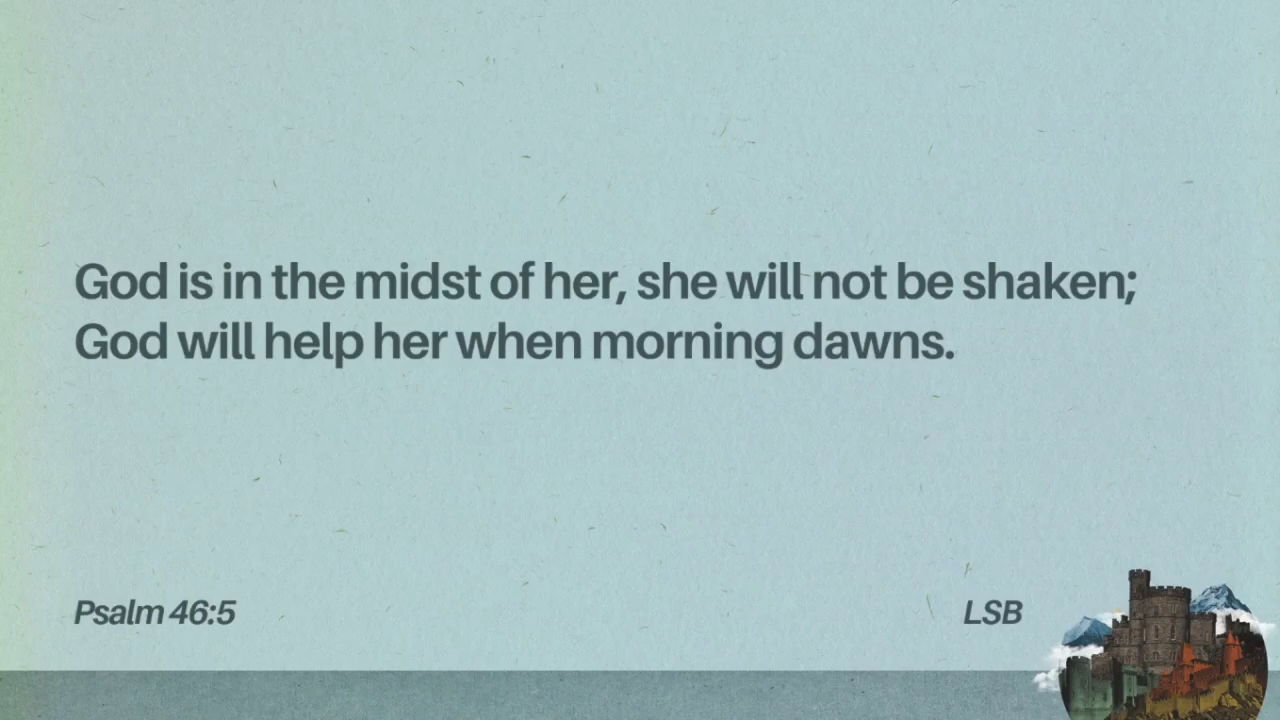 God is in the midst of her, she will not be shaken;
God will help her when morning dawns.
Psalm 46:5
LSB